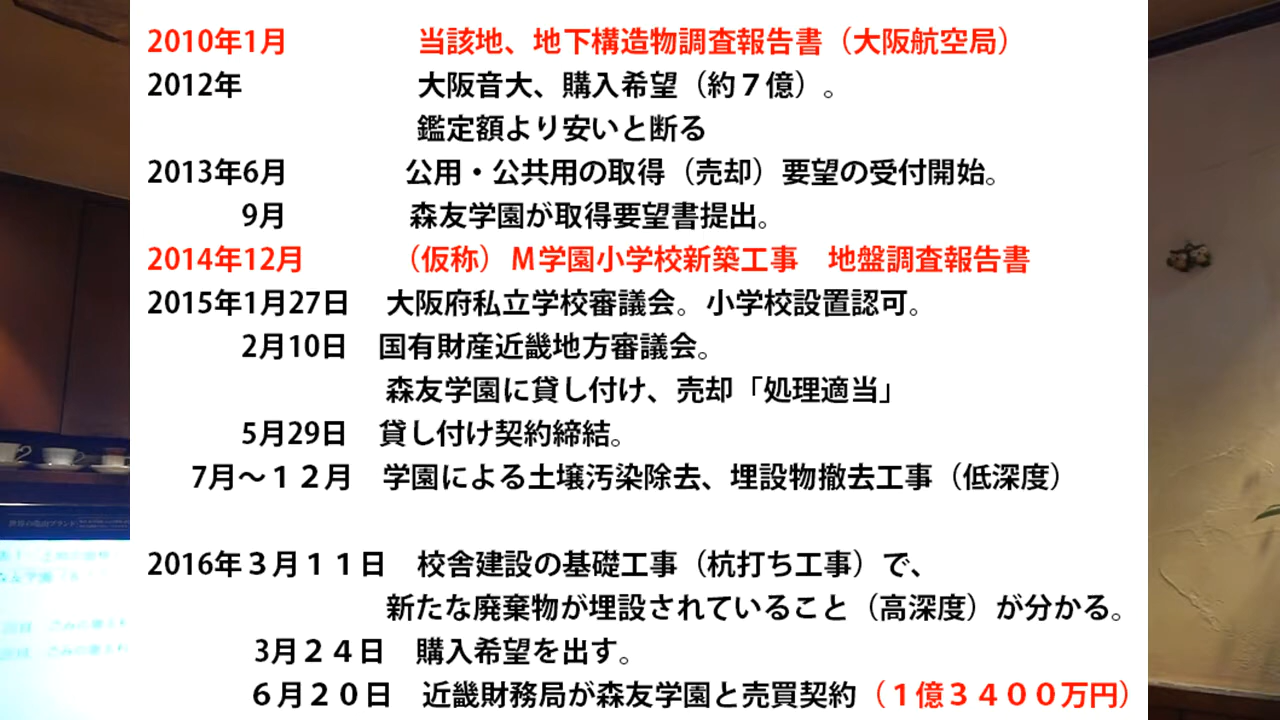 2010年1月 当該地、地下構造物調査報告書（大阪航空局）
2012年 大阪音大、購入希望（約７億）。
鑑定額より安いと断る
2013年6月 公用・公共用の取得（売却）要望の受付開始。
9月 森友学園が取得要望書提出。
2014年12月 （仮称）Ｍ学園小学校新築工事　地盤調査報告書
2015年1月27日 大阪府私立学校審議会。小学校設置認可。
2月10日 国有財産近畿地方審議会。
森友学園に貸し付け、売却「処理適当」
5月29日 貸し付け契約締結。
7月～１２月 学園による土壌汚染除去、埋設物撤去工事（低深度）
2016年３月１１日 校舎建設の基礎工事（杭打ち工事）で、
新たな廃棄物が埋設されていること（高深度）が分かる。
3月２４日 購入希望を出す。
６月２０日 近畿財務局が森友学園と売買契約（１億３４００万円）